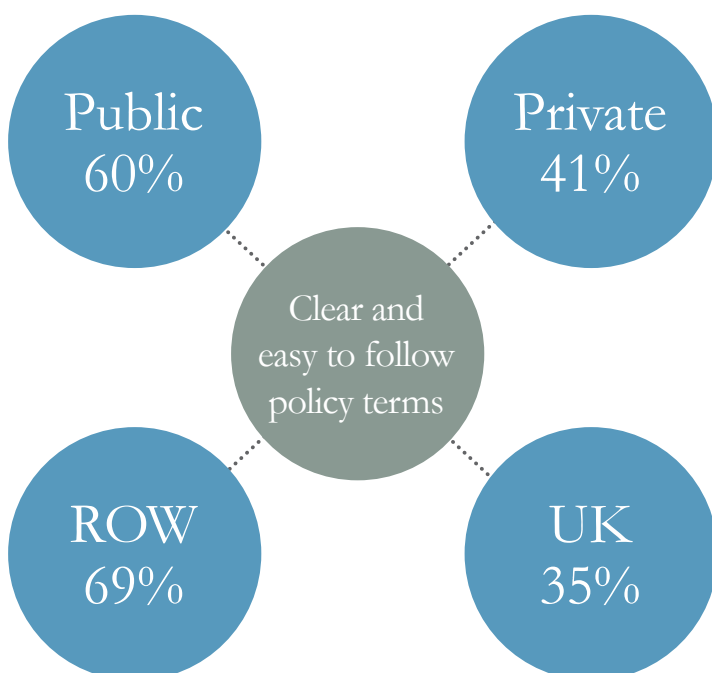 Public
60%
Private
41%
Clear and
easy to follow
policy terms
ROW
69%
UK
35%